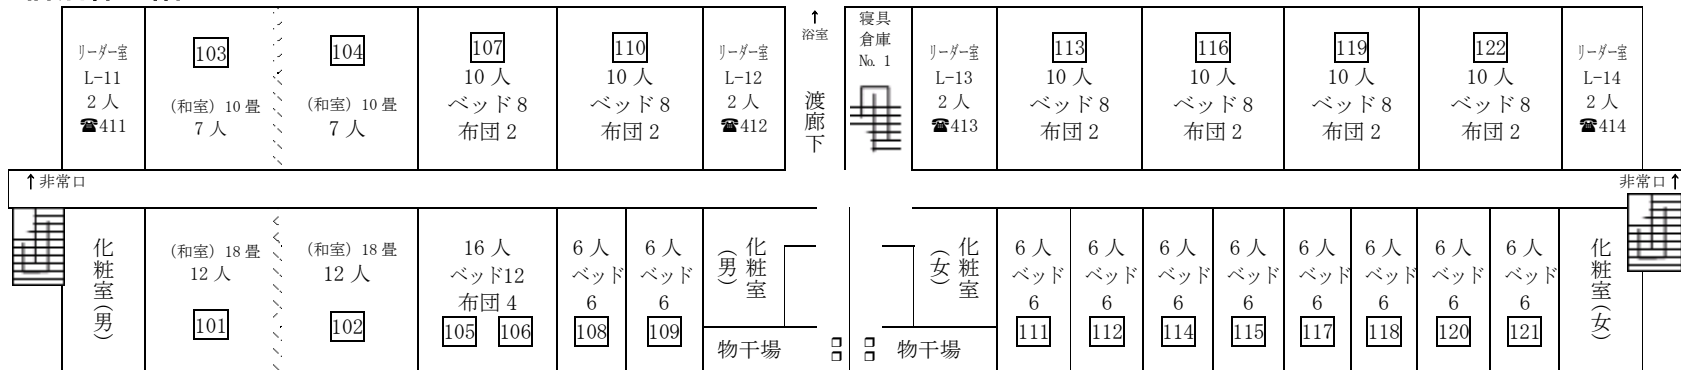 リーダー室
L-11
2人
☎411
103
(和室) 10畳
7人
104
(和室) 10畳
7人
107
10人
ベッド8
布団2
110
10人
ベッド8
布団2
リーダー室
L-12
2人
☎412
↑
浴室
渡廊下
寝具
倉庫
No. 1
リーダー室
L-13
2人
☎413
113
10人
ベッド8
布団2
116
10人
ベッド8
布団2
119
10人
ベッド8
布団2
122
10人
ベッド8
布団2
リーダー室
L-14
2人
☎414
↑非常口
非常口↑
化粧室(男)
(和室) 18畳
12人
101
(和室) 18畳
12人
102
16人
ベッド12
布団4
105 106
6人
ベッド
6
108
6人
ベッド
6
109
化粧室
(男)
物干場
化粧室
(女)
物干場
6人
ベッド
6
111
6人
ベッド
6
112
6人
ベッド
6
114
6人
ベッド
6
115
6人
ベッド
6
117
6人
ベッド
6
118
6人
ベッド
6
120
6人
ベッド
6
121
化粧室(女)